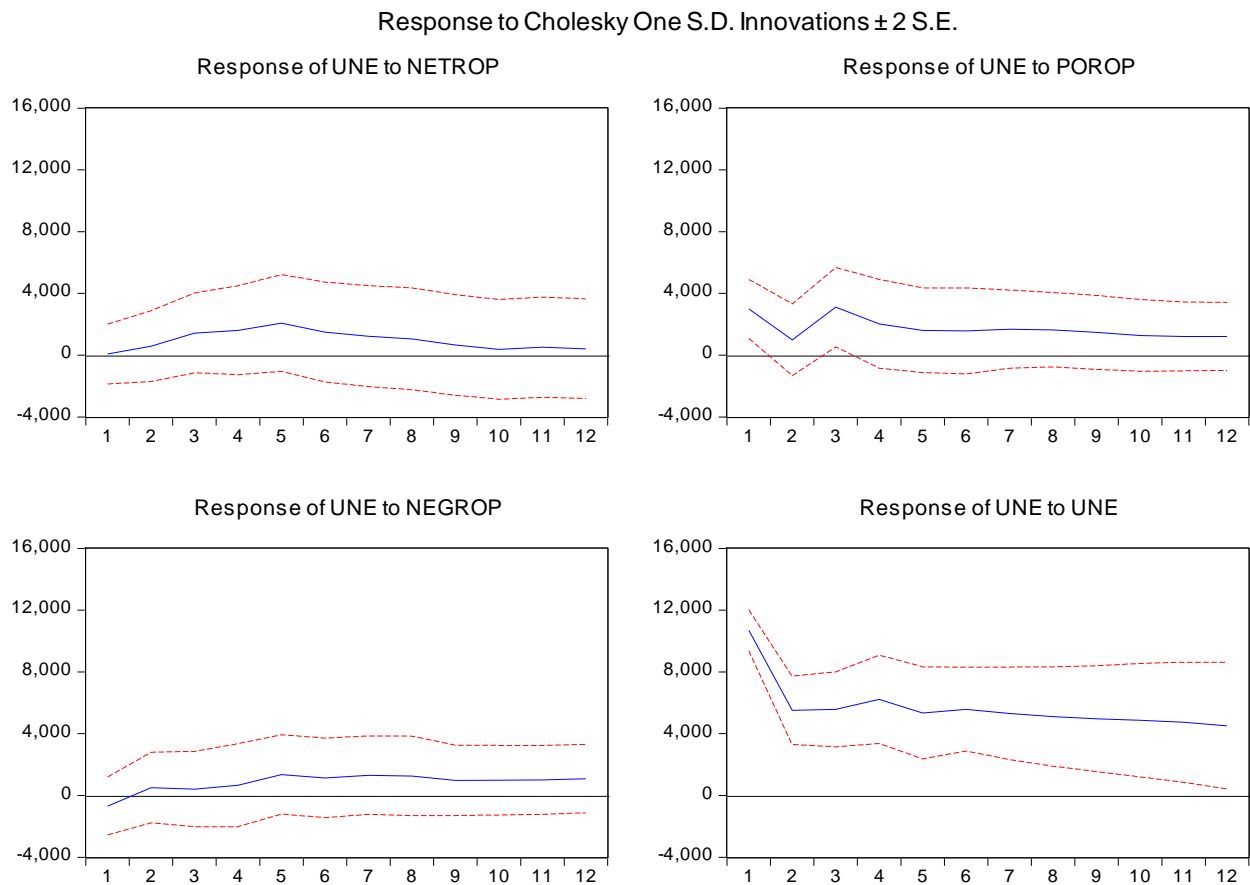 Response to Cholesky One S.D. Innovations ± 2 S.E.
Response of UNE to NETROP
16,000
12,000
8,000
4,000
0
-4,000
1 2 3 4 5 6 7 8 9 10 11 12
Response of UNE to POROP
16,000
12,000
8,000
4,000
0
-4,000
1 2 3 4 5 6 7 8 9 10 11 12
Response of UNE to NEGROP
16,000
12,000
8,000
4,000
0
-4,000
1 2 3 4 5 6 7 8 9 10 11 12
Response of UNE to UNE
16,000
12,000
8,000
4,000
0
-4,000
1 2 3 4 5 6 7 8 9 10 11 12